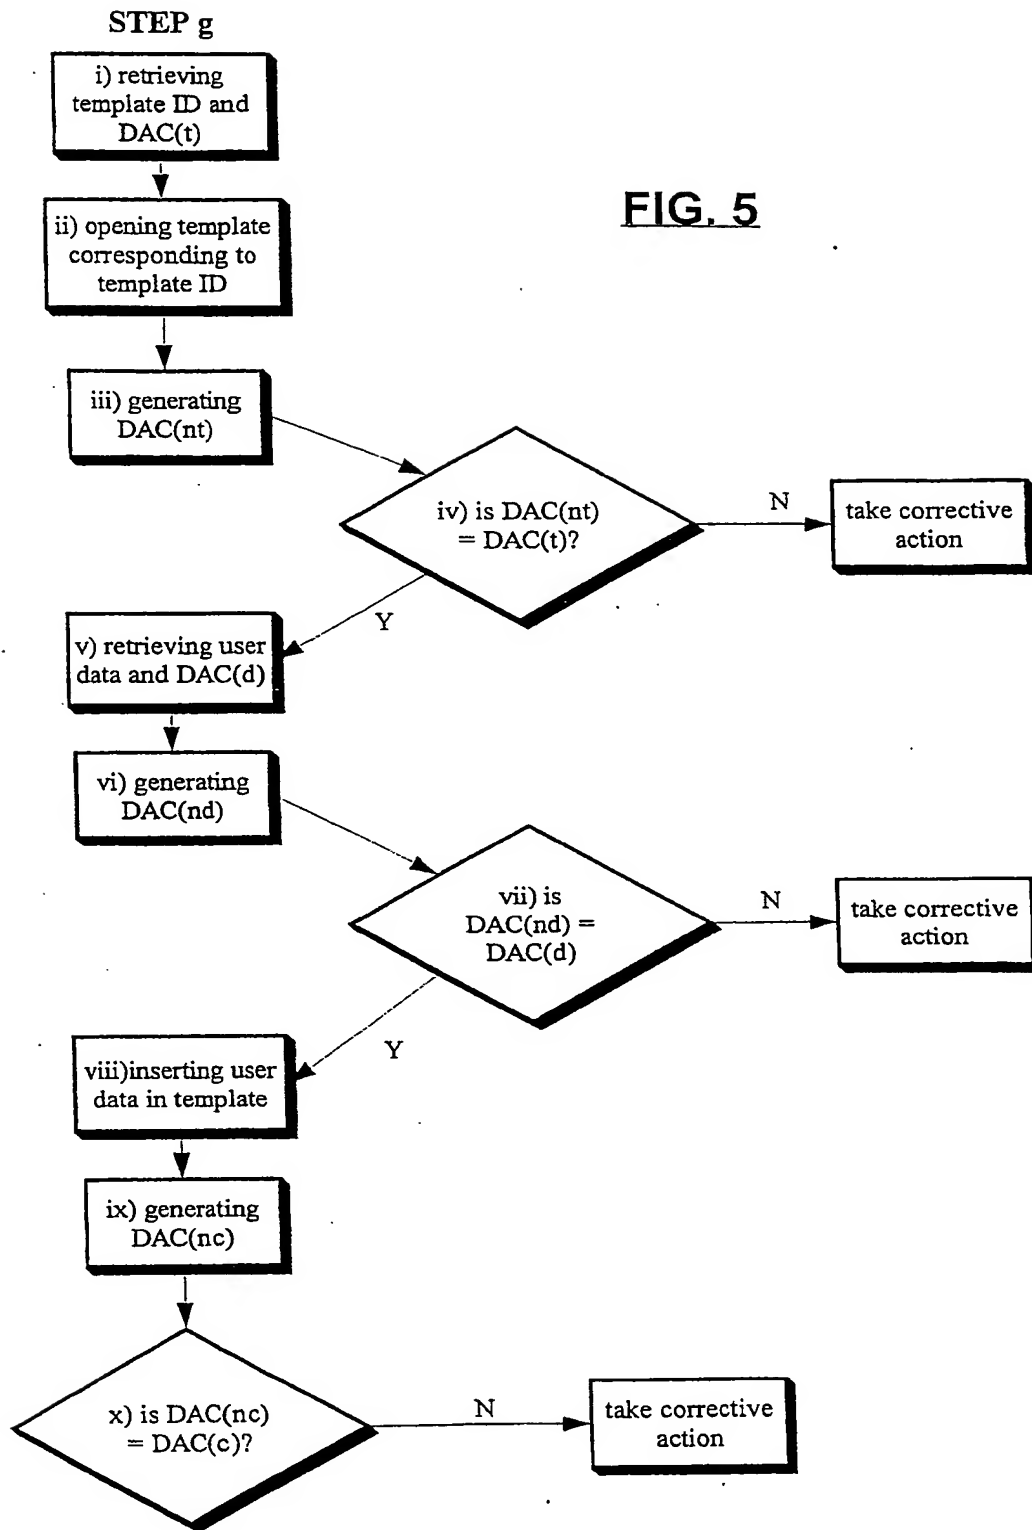 STEP g
i) retrieving
template ID and
DAC(t)
ii) opening template
corresponding to
template ID
FIG. 5
iii) generating
DAC(nt)
iv) is DAC(nt)
= DAC(t)?
N
take corrective
action
Y
v) retrieving user
data and DAC(d)
vi) generating
DAC(nd)
vii) is
DAC(nd) =
DAC(d)
N
take corrective
action
Y
viii)inserting user
data in template
ix) generating
DAC(nc)
x) is DAC(nc)
= DAC(c)?
N
take corrective
action